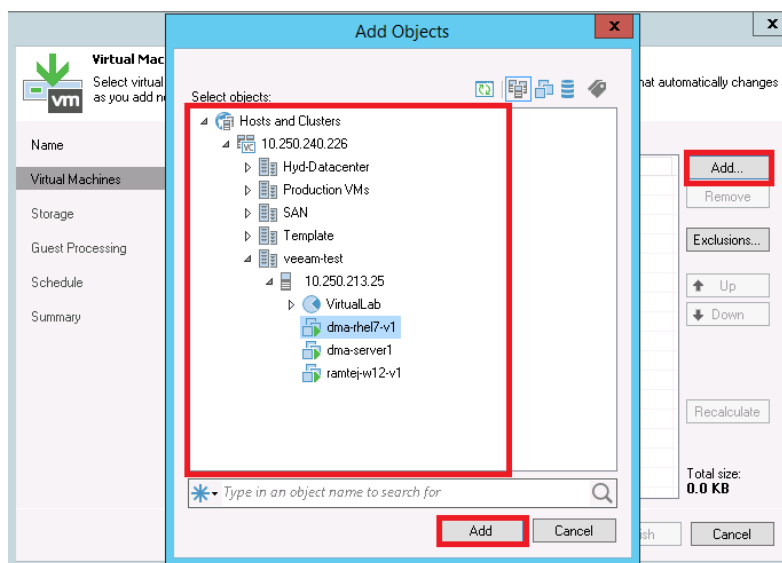 Add Objects
x
x
Virtual Mac
Select virtual
as you add n
hat automatically changes
vm
Name
Virtual Machines
Storage
Guest Processing
Schedule
Summary
Select objects:
Hosts and Clusters
VC
10.250.240.226
Hyd-Datacenter
Production VMs
SAN
Template
veeam-test
10.250.213.25
VirtualLab
dma-rhel7-v1
dma-server1
ramtej-w12-v1
Type in an object name to search for
Add
Cancel
Add...
Remove
Exclusions...
Up
Down
Recalculate
Total size:
0.0 KB
ish
Cancel